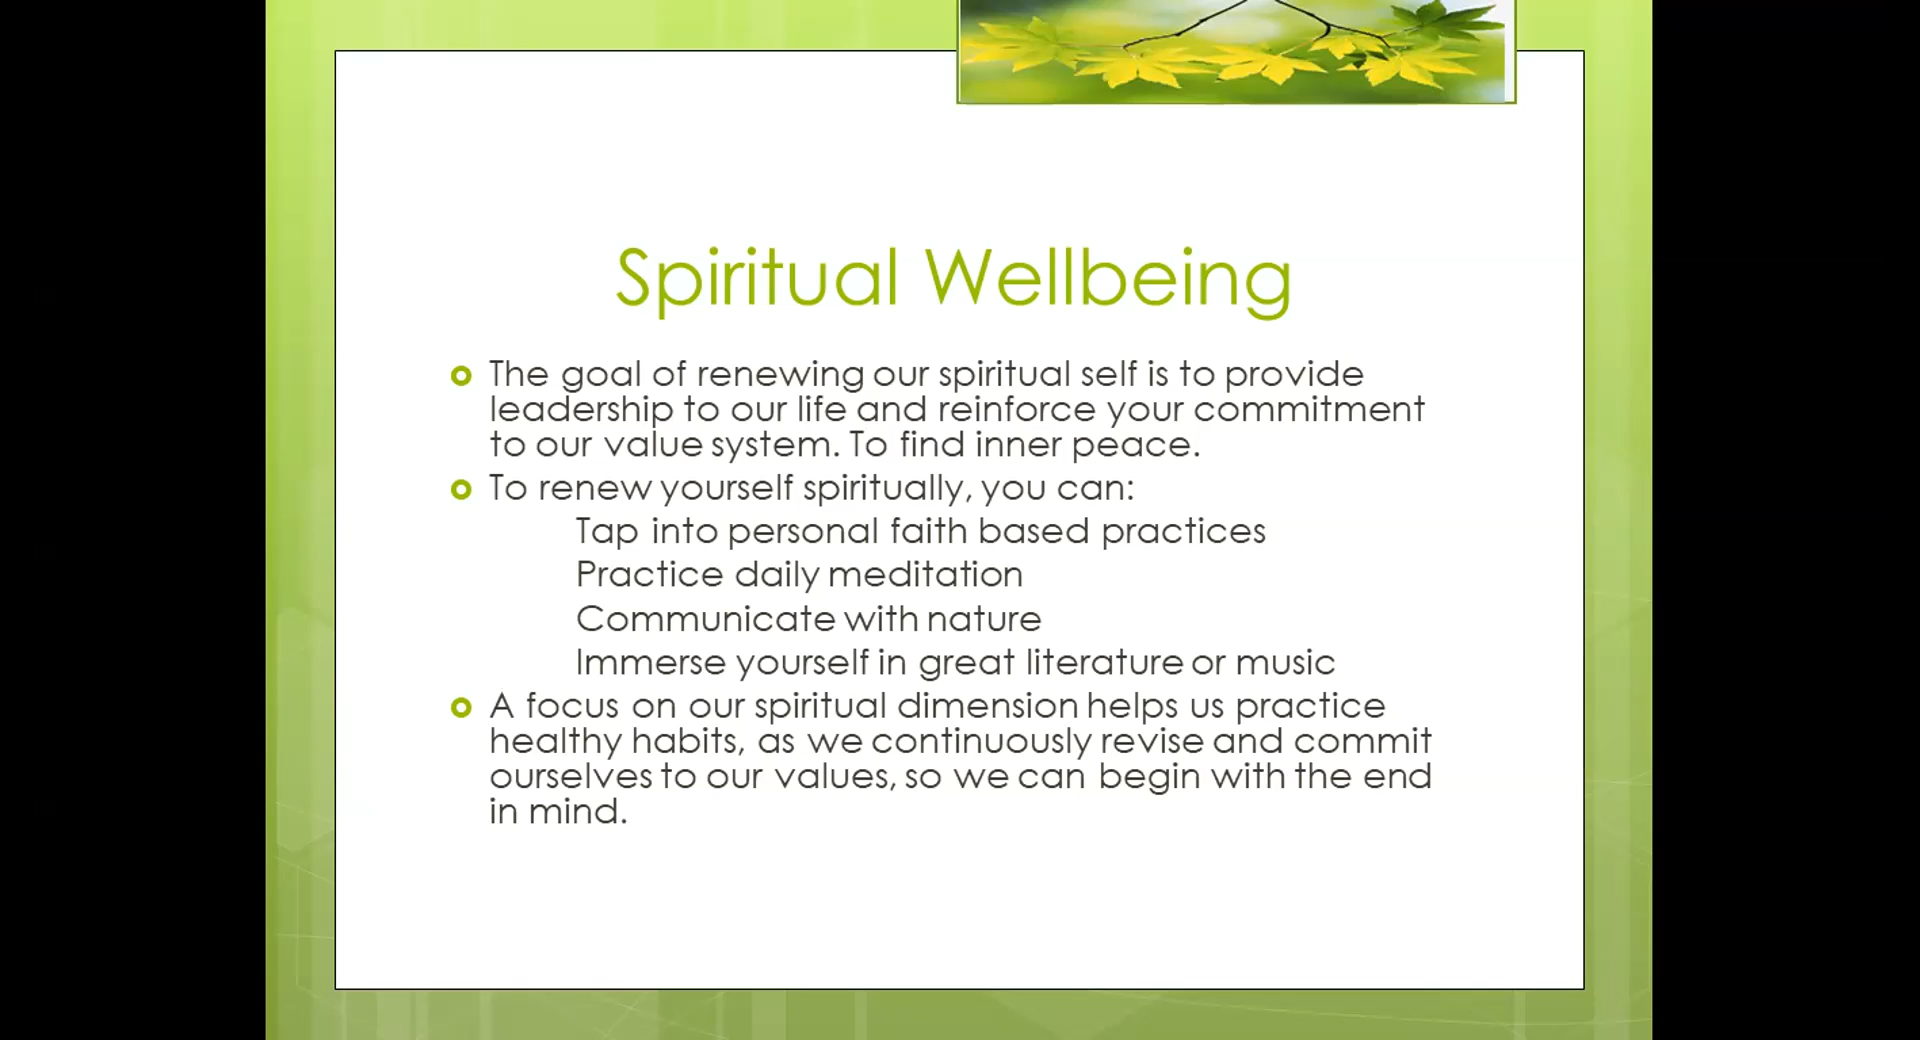 Spiritual Wellbeing
The goal of renewing our spiritual self is to provide
leadership to our life and reinforce your commitment
to our value system. To find inner peace.
To renew yourself spiritually, you can:
Tap into personal faith based practices
Practice daily meditation
Communicate with nature
Immerse yourself in great literature or music
A focus on our spiritual dimension helps us practice
healthy habits, as we continuously revise and commit
ourselves to our values, so we can begin with the end
in mind.